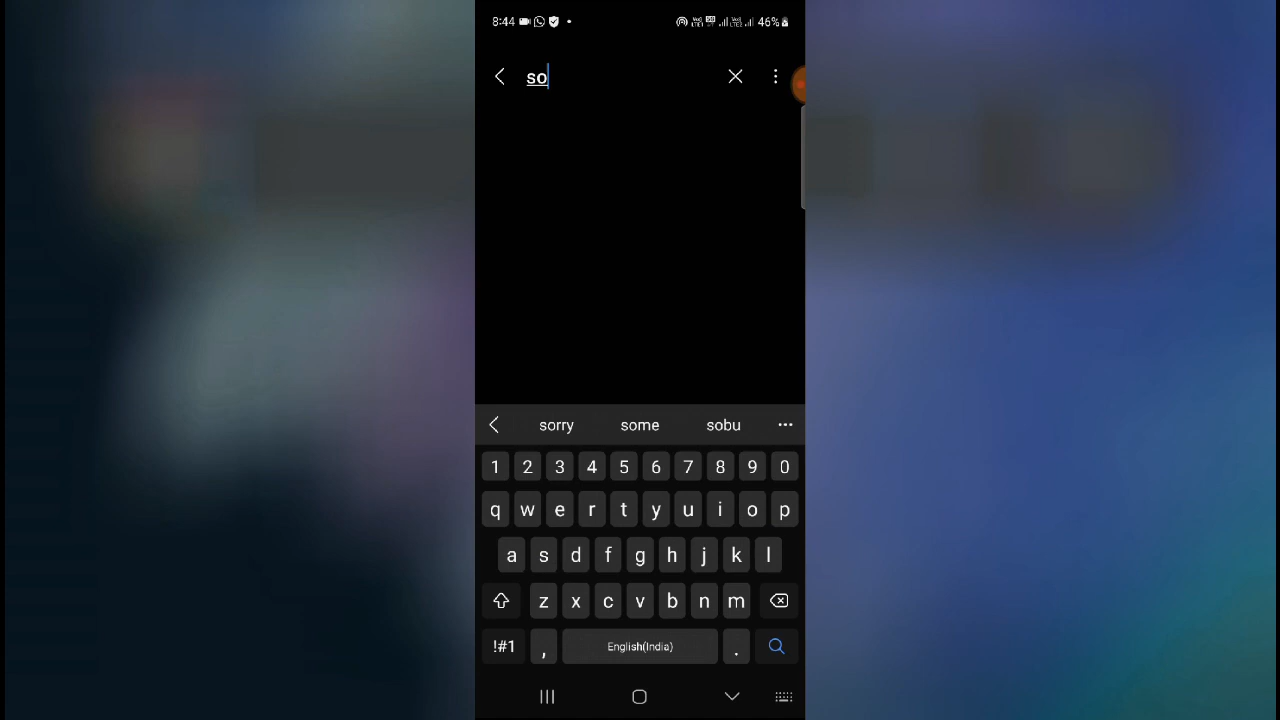 8:44 46%
so
sorry some sobu
1 2 3 4 5 6 7 8 9 0
q w e r t y u i o p
a s d f g h j k l
z x c v b n m
!#1 , English(India) .